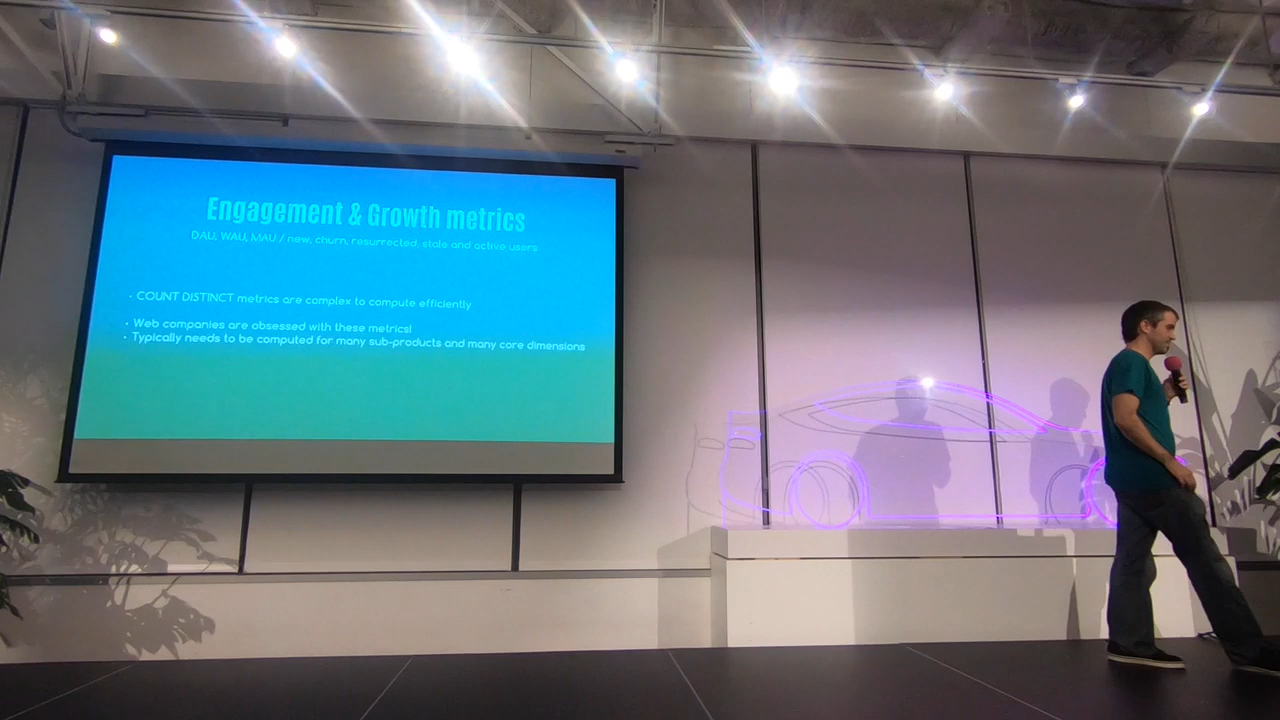 Engagement & Growth metrics
DAU, WAU, MAU / new, churn, resurrected, stale and active users
• COUNT DISTINCT metrics are complex to compute efficiently
• Web companies are obsessed with these metrics!
• Typically needs to be computed for many sub-products and many core dimensions